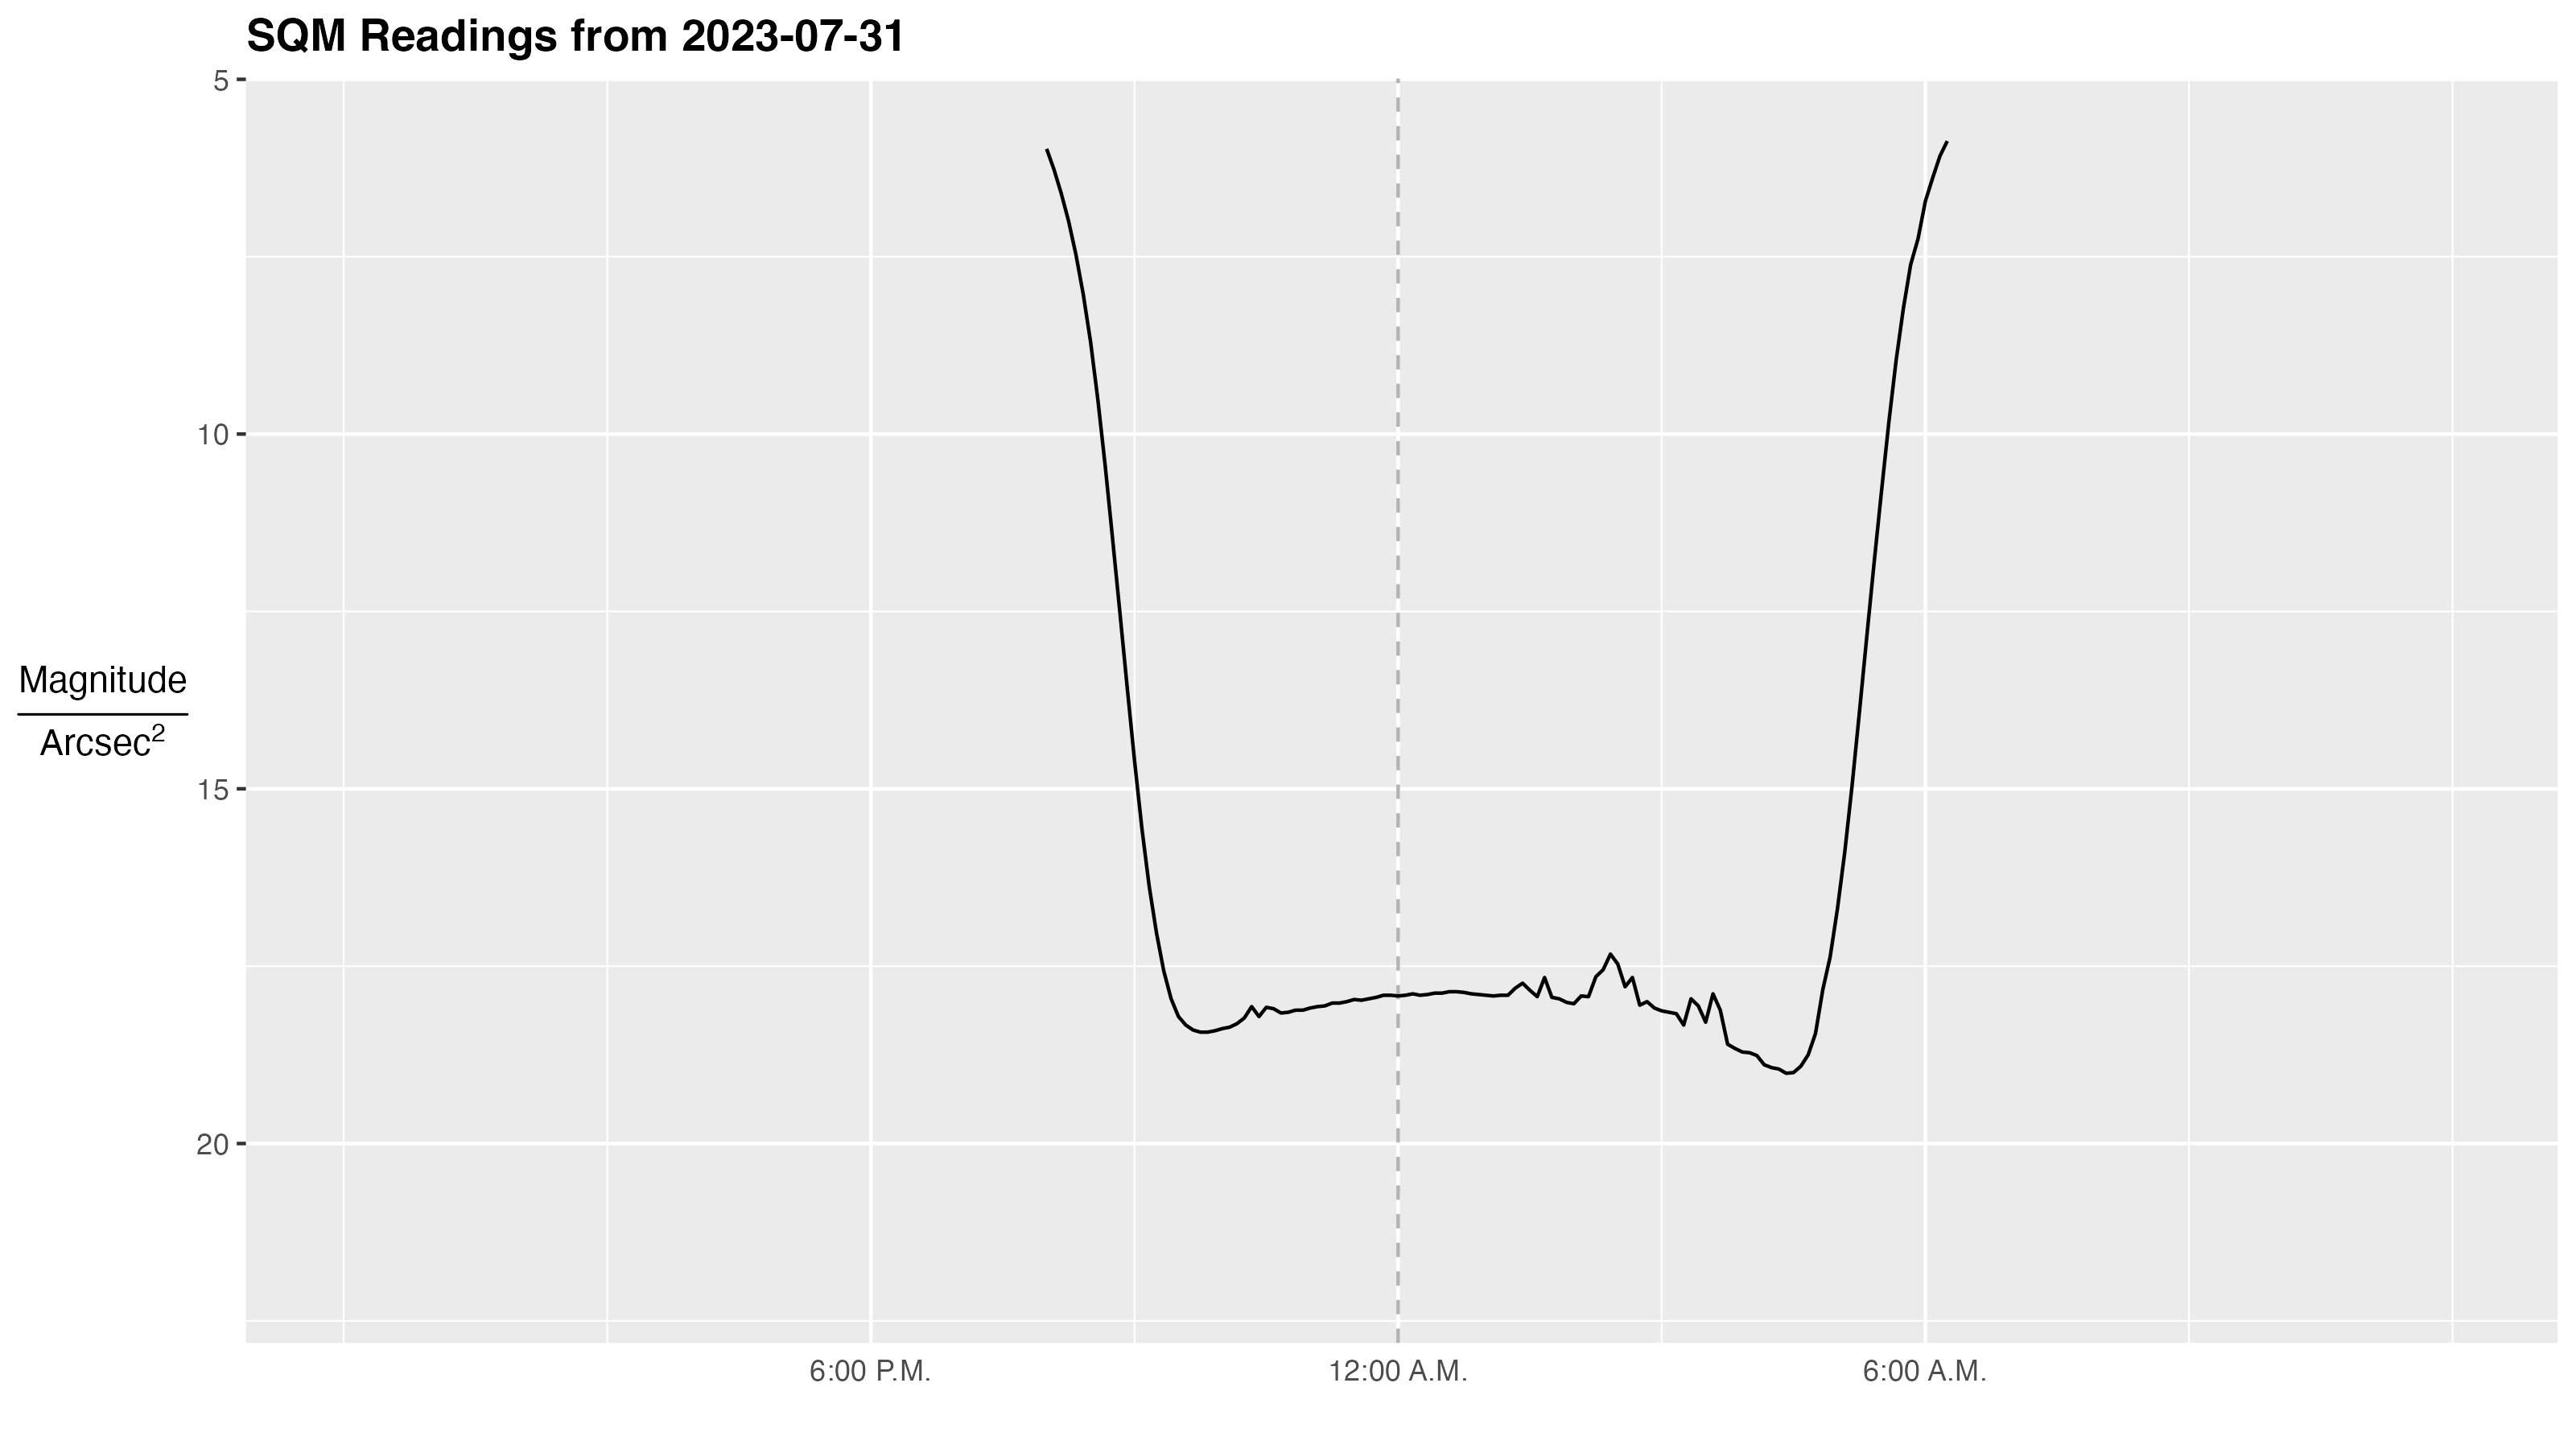 SQM Readings from 2023-07-31
5
10
15
20
Magnitude
Arcsec²
6:00 P.M.
12:00 A.M.
6:00 A.M.